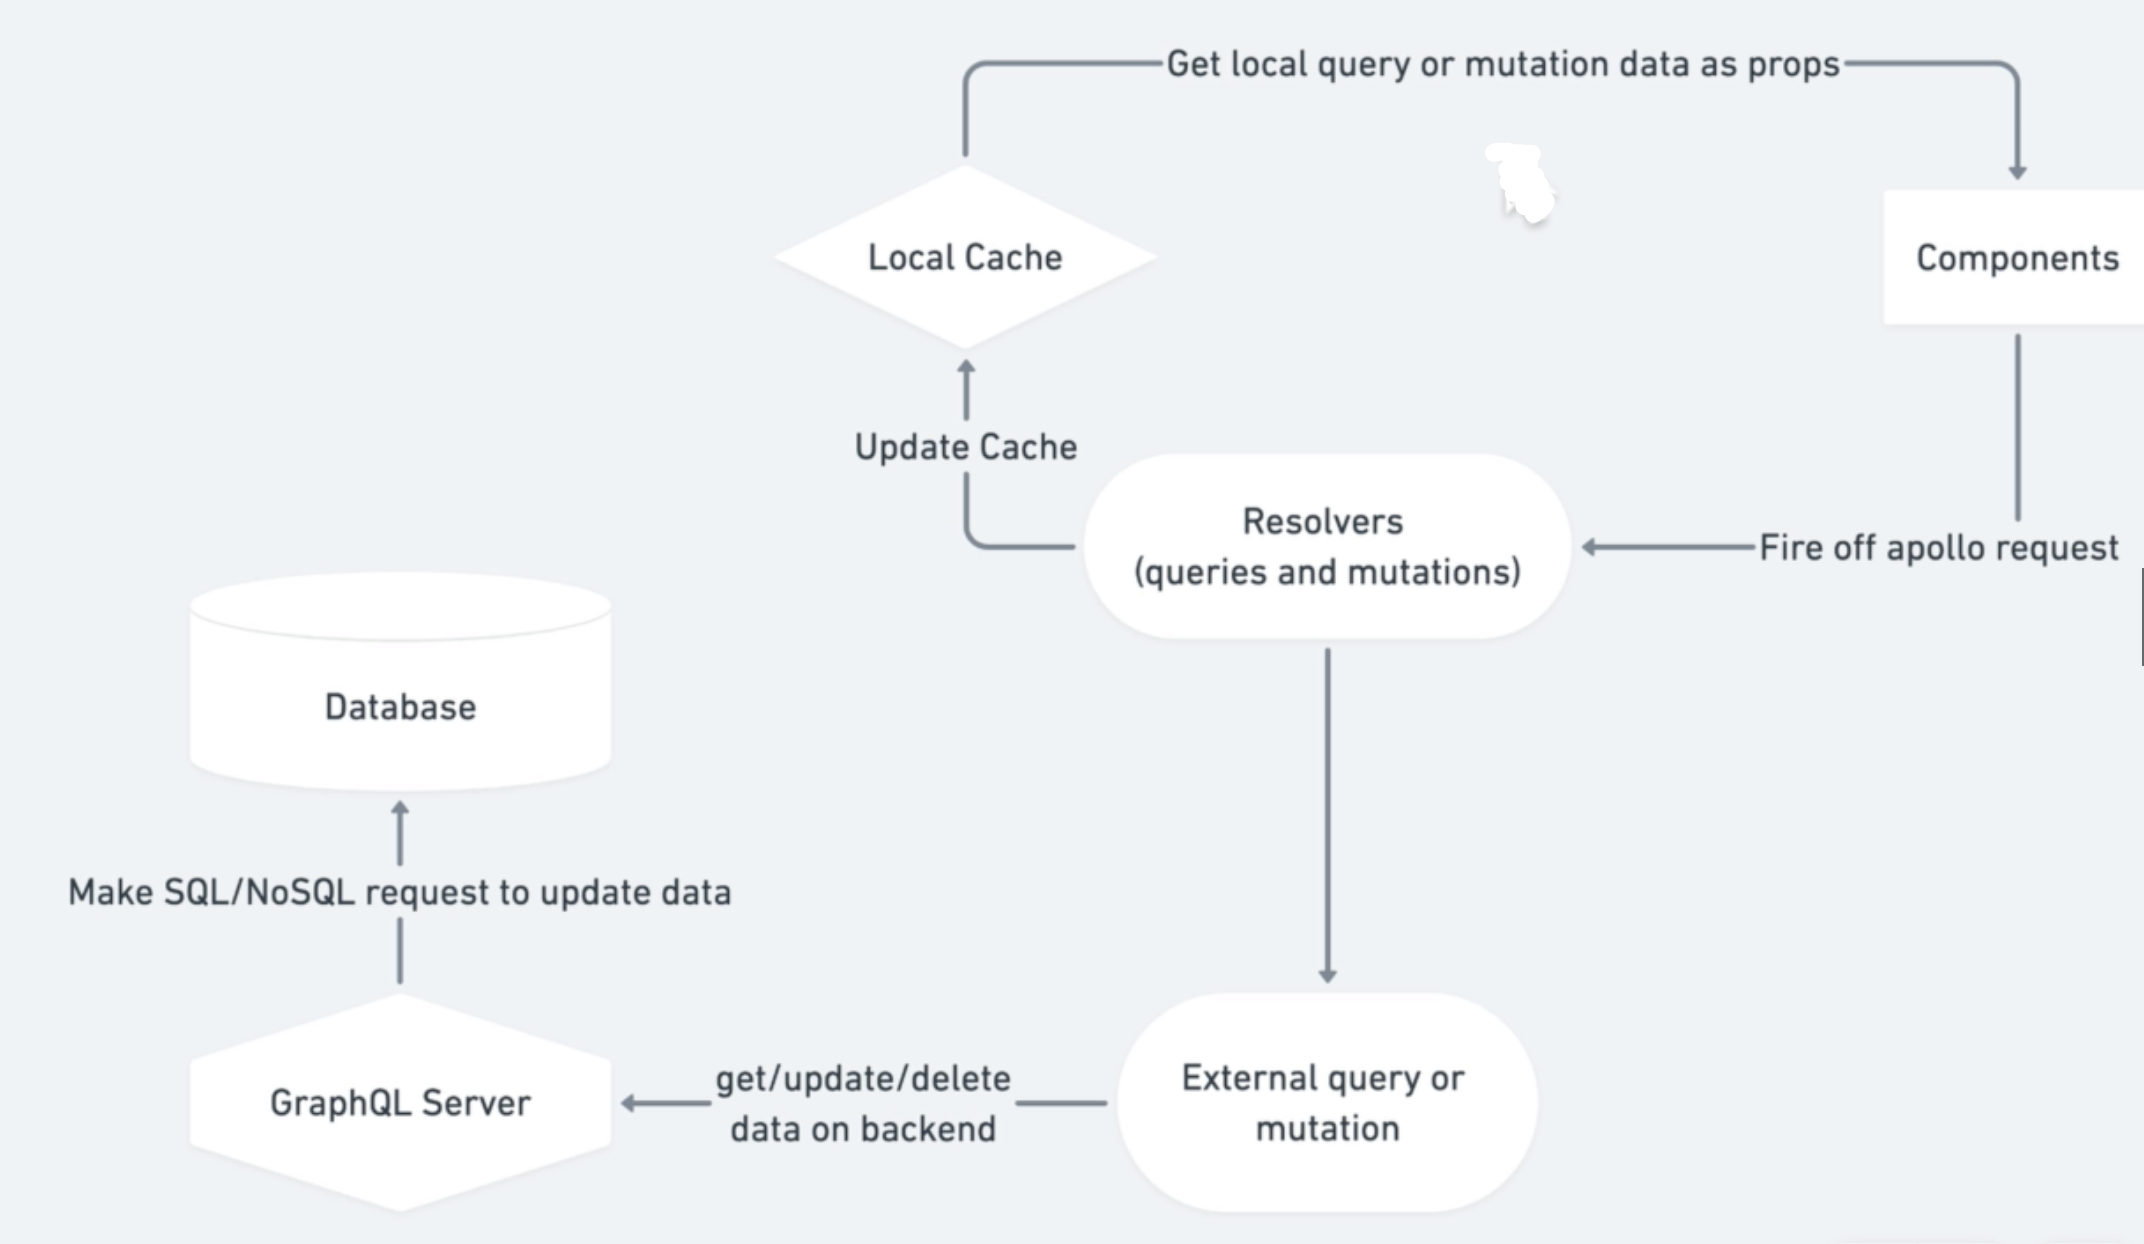 Get local query or mutation data as props
Local Cache
Components
Update Cache
Resolvers
(queries and mutations)
Fire off apollo request
Database
Make SQL/NoSQL request to update data
GraphQL Server
get/update/delete
data on backend
External query or
mutation